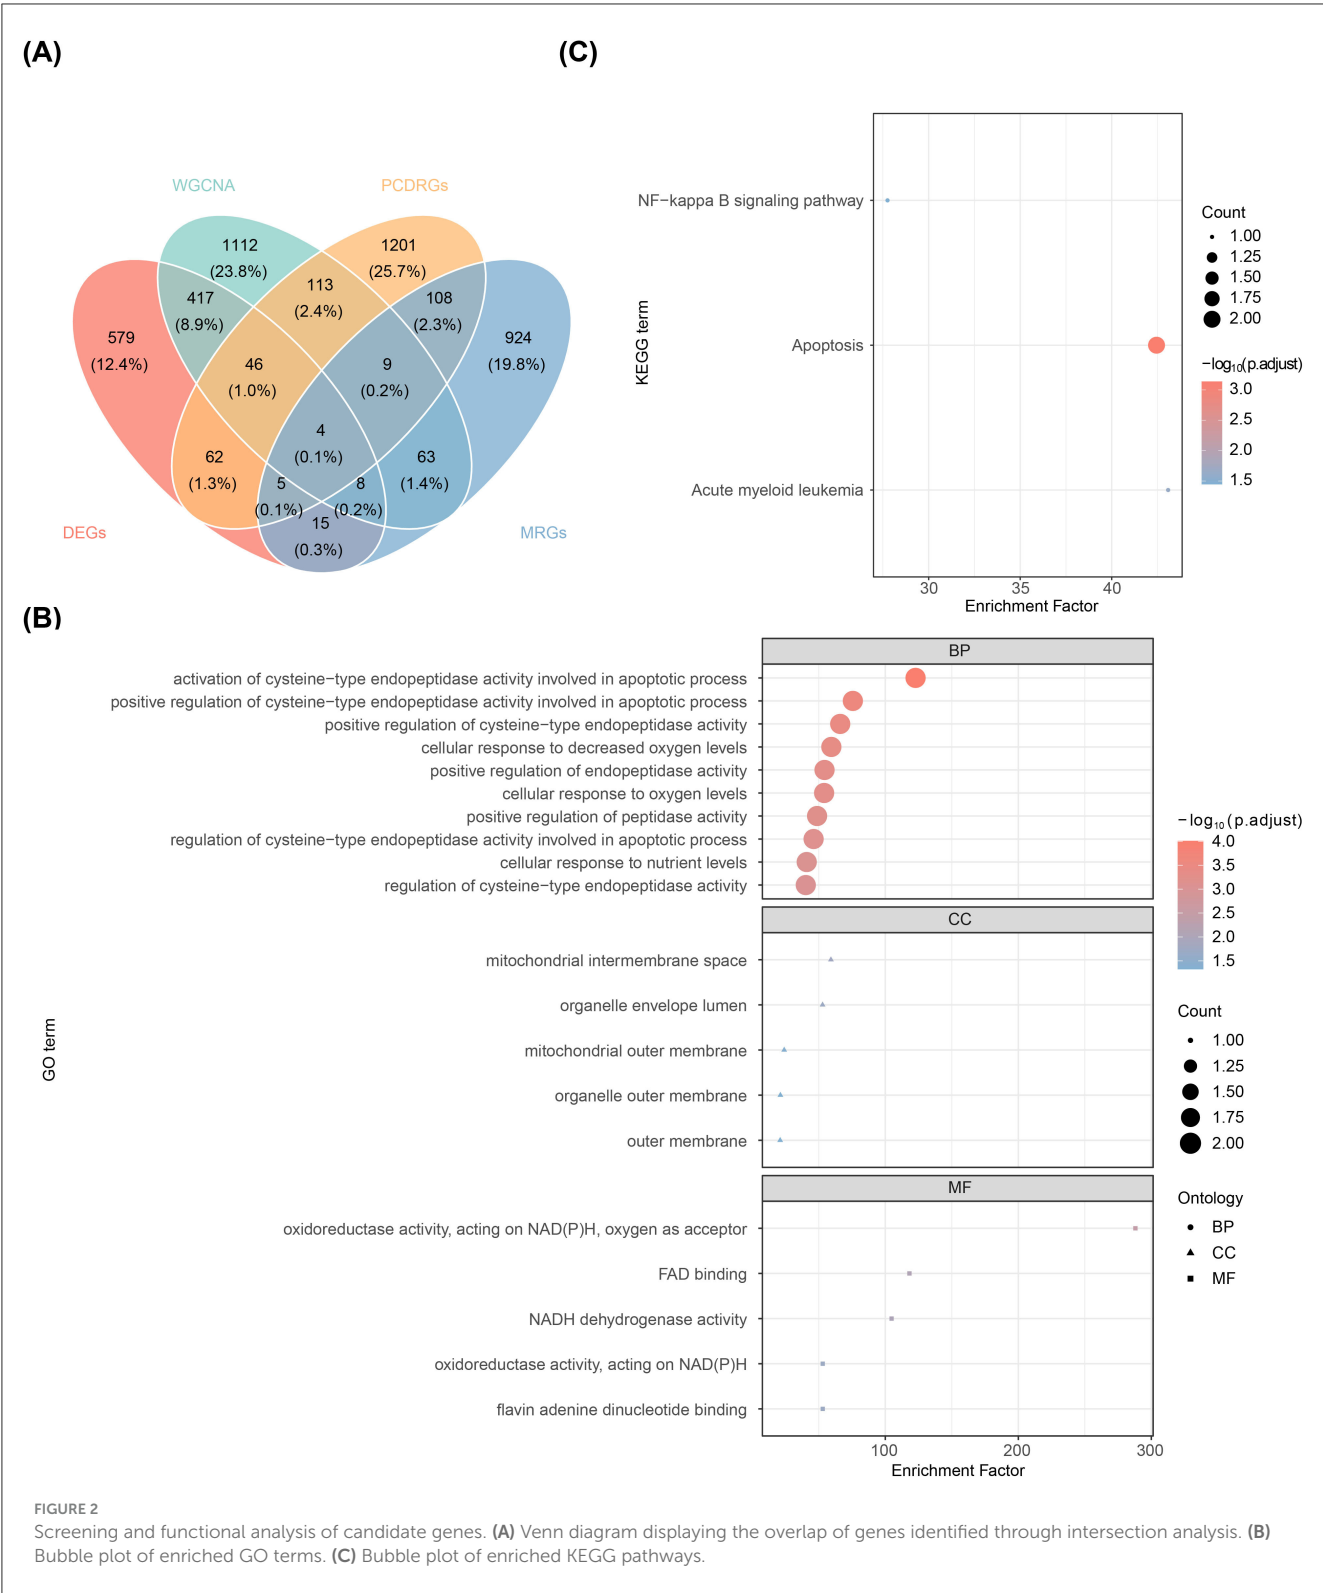 (A)
WGCNA
PCDRGs
1112
(23.8%)
1201
(25.7%)
417
(8.9%)
113
(2.4%)
108
(2.3%)
579
(12.4%)
924
(19.8%)
46
(1.0%)
9
(0.2%)
4
(0.1%)
62
(1.3%)
63
(1.4%)
5
(0.1%)
8
(0.2%)
15
(0.3%)
DEGs
MRGs
(C)
KEGG term
NF−kappa B signaling pathway
Apoptosis
Acute myeloid leukemia
30 35 40
Enrichment Factor
Count
1.00
1.25
1.50
1.75
2.00
−log10(p.adjust)
3.0
2.5
2.0
1.5
(B)
GO term
BP
activation of cysteine−type endopeptidase activity involved in apoptotic process
positive regulation of cysteine−type endopeptidase activity involved in apoptotic process
positive regulation of cysteine−type endopeptidase activity
cellular response to decreased oxygen levels
positive regulation of endopeptidase activity
cellular response to oxygen levels
positive regulation of peptidase activity
regulation of cysteine−type endopeptidase activity involved in apoptotic process
cellular response to nutrient levels
regulation of cysteine−type endopeptidase activity
CC
mitochondrial intermembrane space
organelle envelope lumen
mitochondrial outer membrane
organelle outer membrane
outer membrane
MF
oxidoreductase activity, acting on NAD(P)H, oxygen as acceptor
FAD binding
NADH dehydrogenase activity
oxidoreductase activity, acting on NAD(P)H
flavin adenine dinucleotide binding
100 200 300
Enrichment Factor
−log10(p.adjust)
4.0
3.5
3.0
2.5
2.0
1.5
Count
1.00
1.25
1.50
1.75
2.00
Ontology
BP
CC
MF
FIGURE 2
Screening and functional analysis of candidate genes. (A) Venn diagram displaying the overlap of genes identified through intersection analysis. (B)
Bubble plot of enriched GO terms. (C) Bubble plot of enriched KEGG pathways.